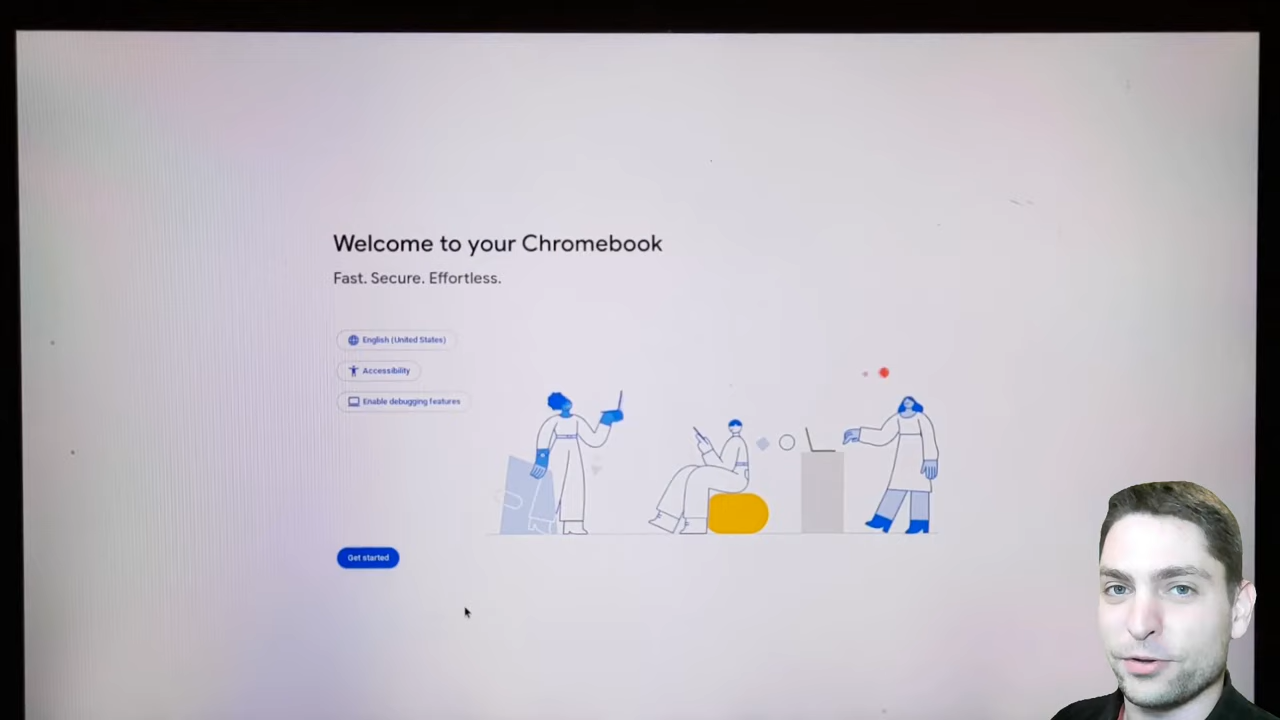 Welcome to your Chromebook
Fast. Secure. Effortless.
English (United States)
Accessibility
Enable debugging features
Get started